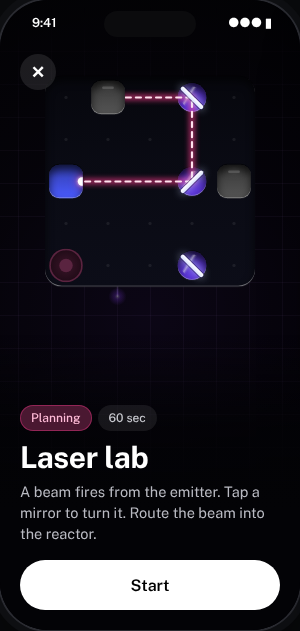 9:41
Planning
60 sec
Laser lab
A beam fires from the emitter. Tap a
mirror to turn it. Route the beam into
the reactor.
Start